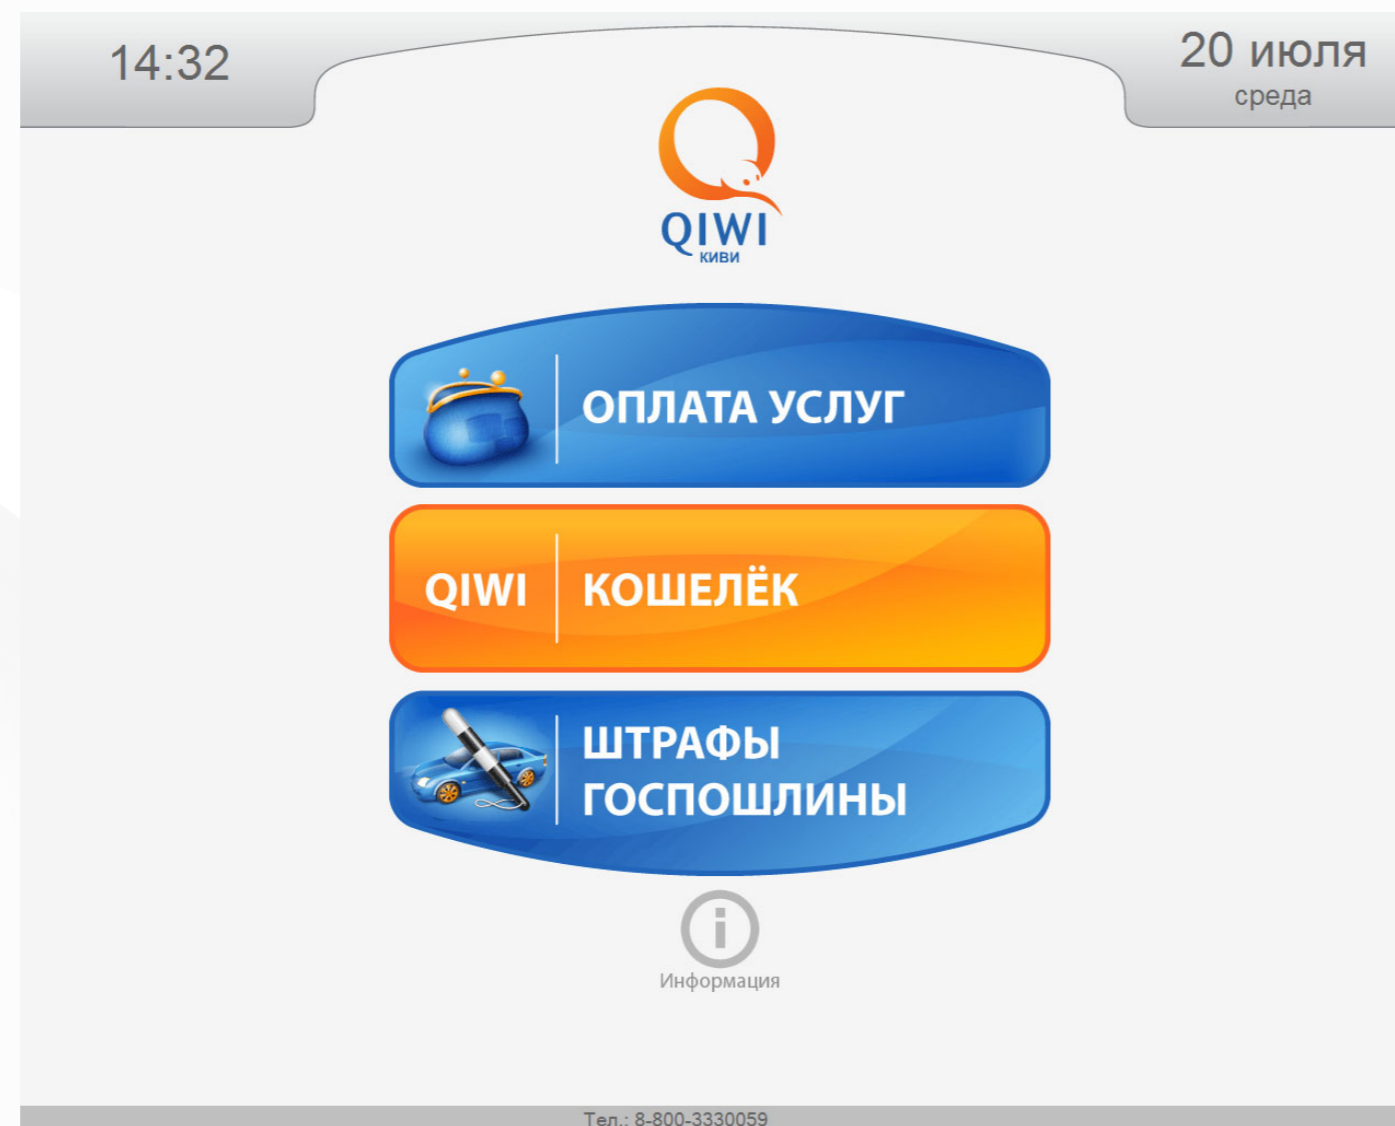 14:32
20 июля
среда
QIWI
КИВИ
ОПЛАТА УСЛУГ
QIWI КОШЕЛЁК
ШТРАФЫ
ГОСПОШЛИНЫ
Информация
Тел.: 8-800-3330059